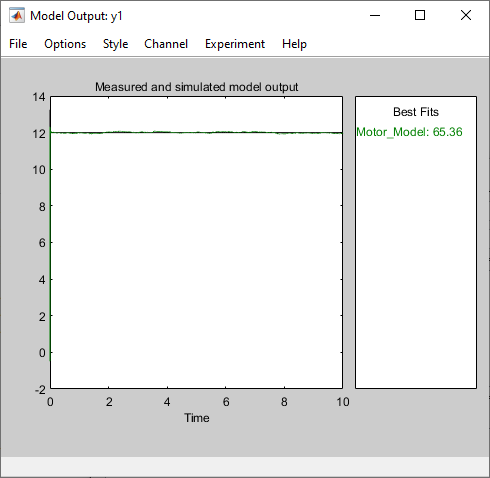 Model Output: y1
File Options Style Channel Experiment Help
Measured and simulated model output
14
12
10
8
6
4
2
0
-2
0 2 4 6 8 10
Time
Best Fits
Motor_Model: 65.36